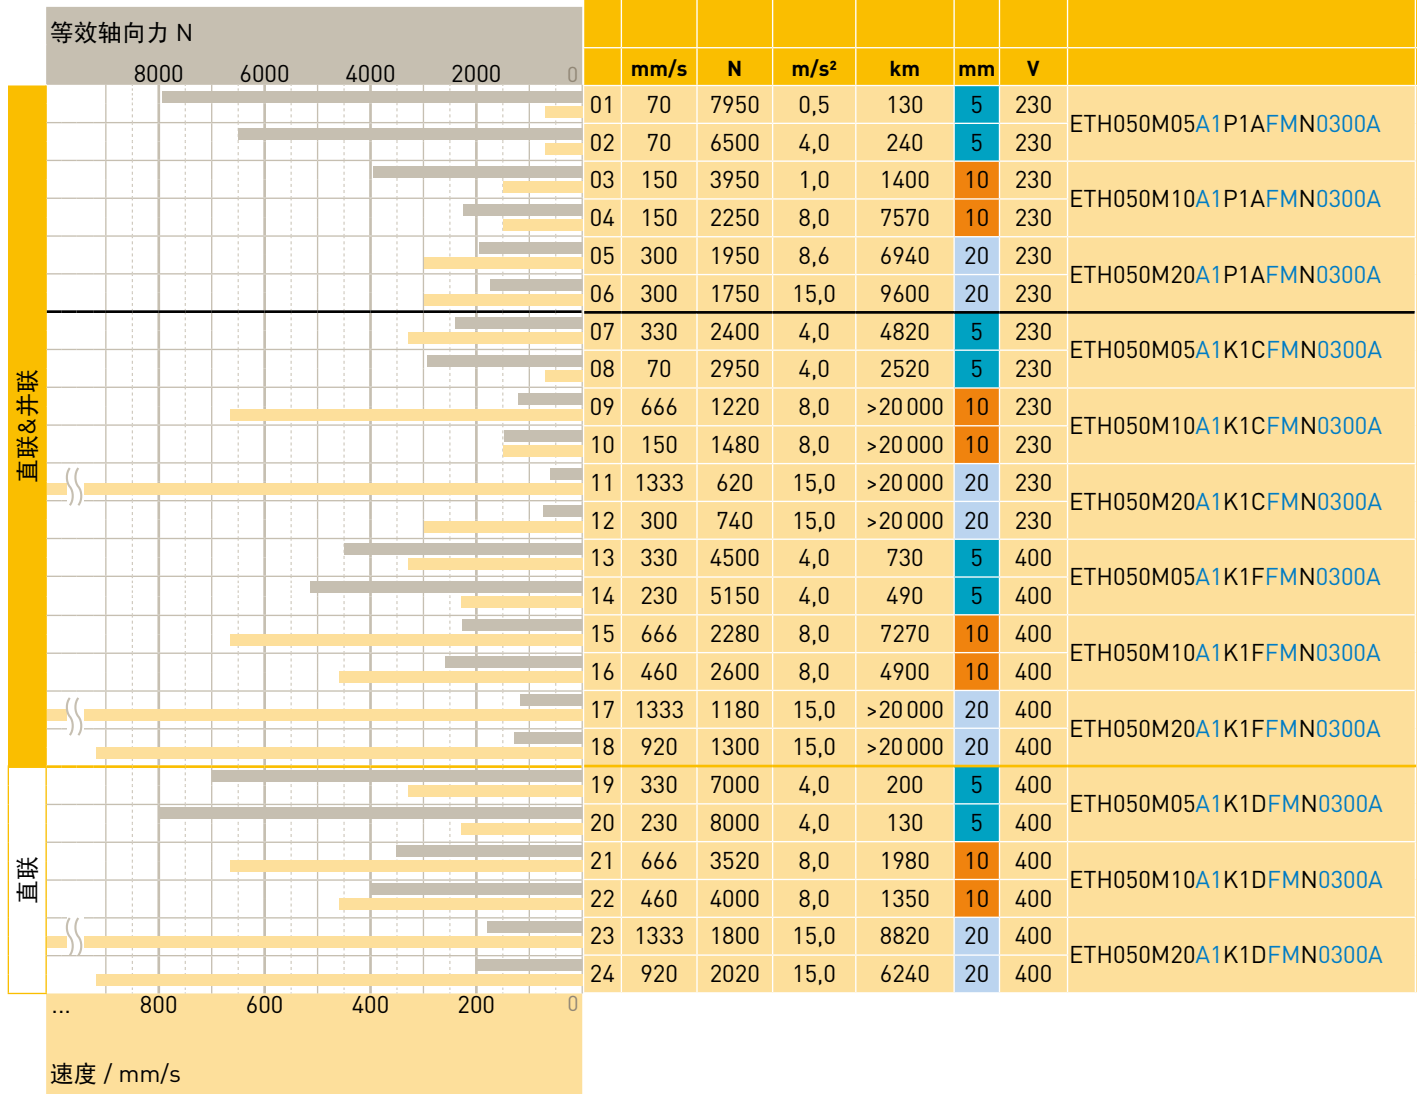 等效轴向力 N
8000 6000 4000 2000 0
mm/s N m/s² km mm V
01 70 7950 0,5 130 5 230
ETH050M05A1P1AFMN0300A
02 70 6500 4,0 240 5 230
03 150 3950 1,0 1400 10 230
ETH050M10A1P1AFMN0300A
04 150 2250 8,0 7570 10 230
05 300 1950 8,6 6940 20 230
ETH050M20A1P1AFMN0300A
06 300 1750 15,0 9600 20 230
07 330 2400 4,0 4820 5 230
ETH050M05A1K1CFMN0300A
08 70 2950 4,0 2520 5 230
09 666 1220 8,0 >20 000 10 230
ETH050M10A1K1CFMN0300A
10 150 1480 8,0 >20 000 10 230
11 1333 620 15,0 >20 000 20 230
ETH050M20A1K1CFMN0300A
12 300 740 15,0 >20 000 20 230
13 330 4500 4,0 730 5 400
ETH050M05A1K1FFMN0300A
14 230 5150 4,0 490 5 400
15 666 2280 8,0 7270 10 400
ETH050M10A1K1FFMN0300A
16 460 2600 8,0 4900 10 400
17 1333 1180 15,0 >20 000 20 400
ETH050M20A1K1FFMN0300A
18 920 1300 15,0 >20 000 20 400
直联&并联
19 330 7000 4,0 200 5 400
ETH050M05A1K1DFMN0300A
20 230 8000 4,0 130 5 400
21 666 3520 8,0 1980 10 400
ETH050M10A1K1DFMN0300A
22 460 4000 8,0 1350 10 400
23 1333 1800 15,0 8820 20 400
ETH050M20A1K1DFMN0300A
24 920 2020 15,0 6240 20 400
直联
... 800 600 400 200 0
速度 / mm/s